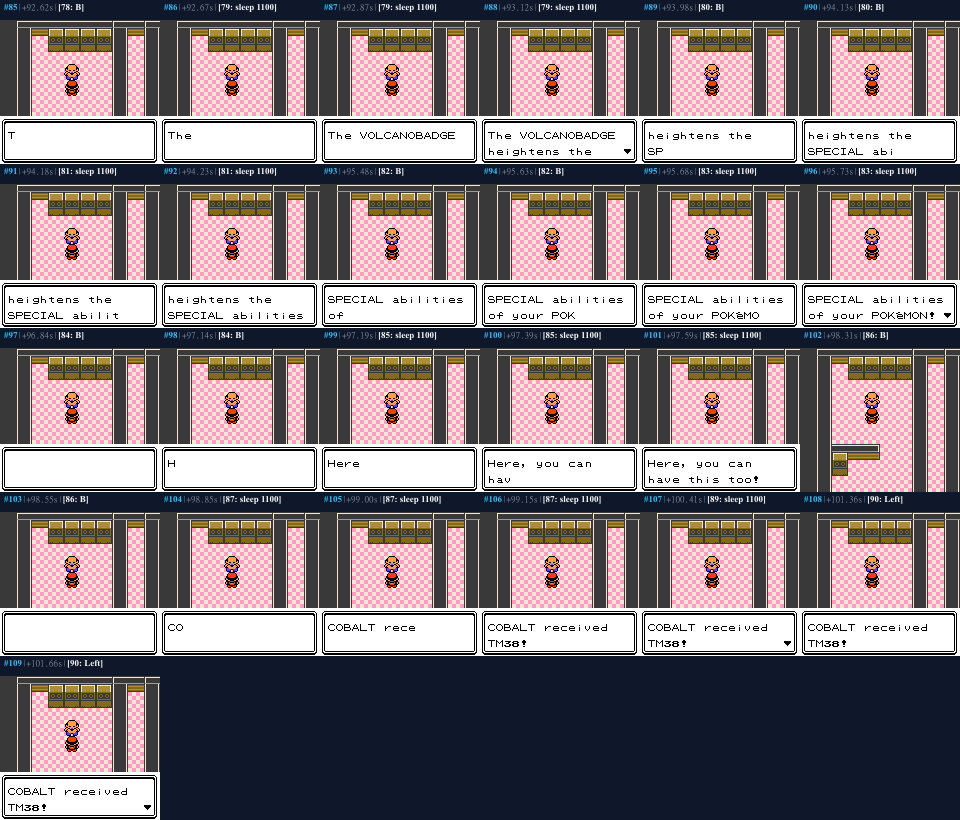 #85 | +92.62s | [78: B]
#86 | +92.67s | [79: sleep 1100]
#87 | +92.87s | [79: sleep 1100]
#88 | +93.12s | [79: sleep 1100]
#89 | +93.98s | [80: B]
#90 | +94.13s | [80: B]
T
The
The VOLCANOBADGE
The VOLCANOBADGE
heightens the
heightens the
SP
heightens the
SPECIAL abi
#91 | +94.18s | [81: sleep 1100]
#92 | +94.23s | [81: sleep 1100]
#93 | +95.48s | [82: B]
#94 | +95.63s | [82: B]
#95 | +95.68s | [83: sleep 1100]
#96 | +95.73s | [83: sleep 1100]
heightens the
SPECIAL abilit
heightens the
SPECIAL abilities
SPECIAL abilities
of
SPECIAL abilities
of your POK
SPECIAL abilities
of your POKéMO
SPECIAL abilities
of your POKéMON!
#97 | +96.84s | [84: B]
#98 | +97.14s | [84: B]
#99 | +97.19s | [85: sleep 1100]
#100 | +97.39s | [85: sleep 1100]
#101 | +97.59s | [85: sleep 1100]
#102 | +98.31s | [86: B]
H
Here
Here, you can
hav
Here, you can
have this too!
#103 | +98.55s | [86: B]
#104 | +98.85s | [87: sleep 1100]
#105 | +99.00s | [87: sleep 1100]
#106 | +99.15s | [87: sleep 1100]
#107 | +100.41s | [89: sleep 1100]
#108 | +101.36s | [90: Left]
CO
COBALT rece
COBALT received
TM38!
COBALT received
TM38!
COBALT received
TM38!
#109 | +101.66s | [90: Left]
COBALT received
TM38!